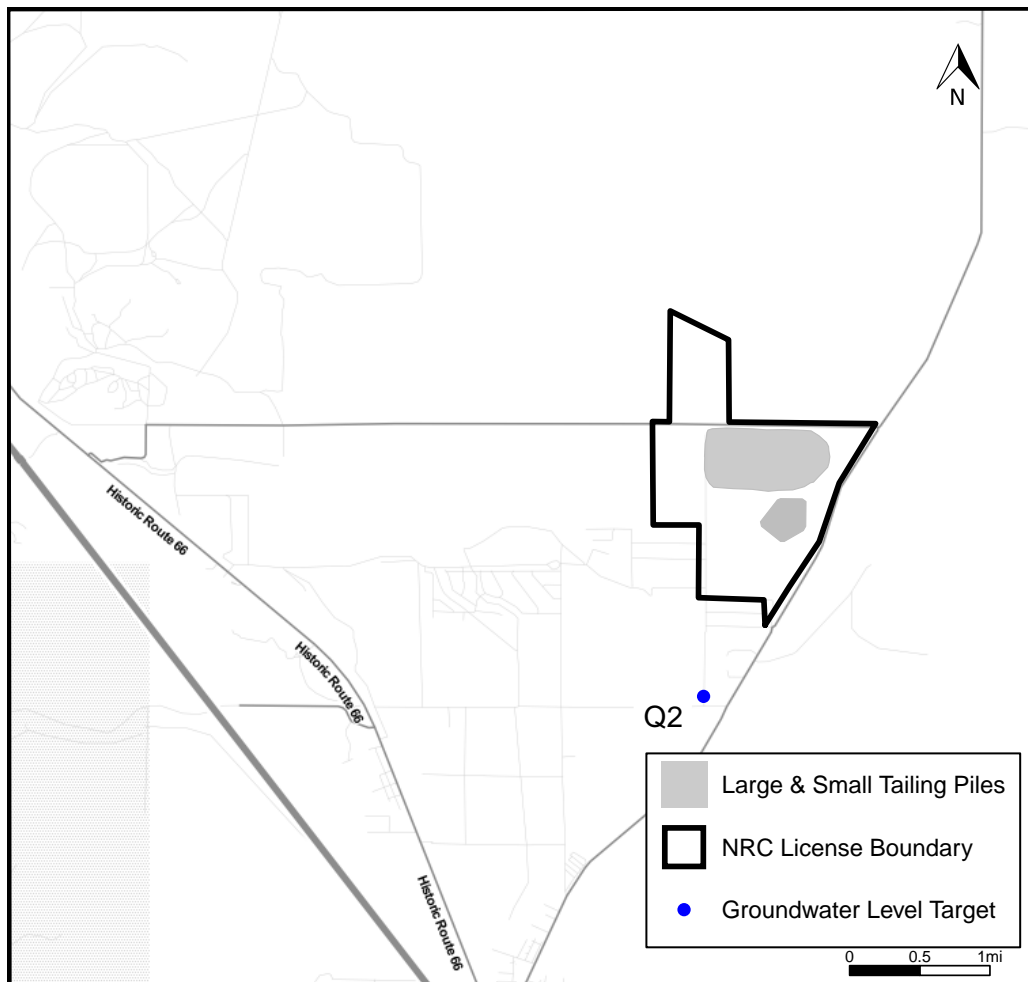 N
Historic Route 66
Historic Route 66
Q2
Historic Route 66
Large & Small Tailing Piles
NRC License Boundary
Groundwater Level Target
0 0.5 1mi